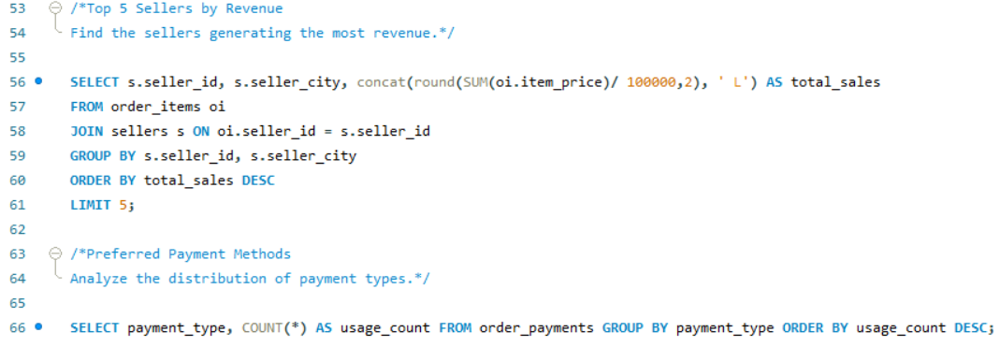 53 /*Top 5 Sellers by Revenue
54 Find the sellers generating the most revenue.*/
55
56 SELECT s.seller_id, s.seller_city, concat(round(SUM(oi.item_price)/ 100000,2), ' L') AS total_sales
57 FROM order_items oi
58 JOIN sellers s ON oi.seller_id = s.seller_id
59 GROUP BY s.seller_id, s.seller_city
60 ORDER BY total_sales DESC
61 LIMIT 5;
62
63 /*Preferred Payment Methods
64 Analyze the distribution of payment types.*/
65
66 SELECT payment_type, COUNT(*) AS usage_count FROM order_payments GROUP BY payment_type ORDER BY usage_count DESC;